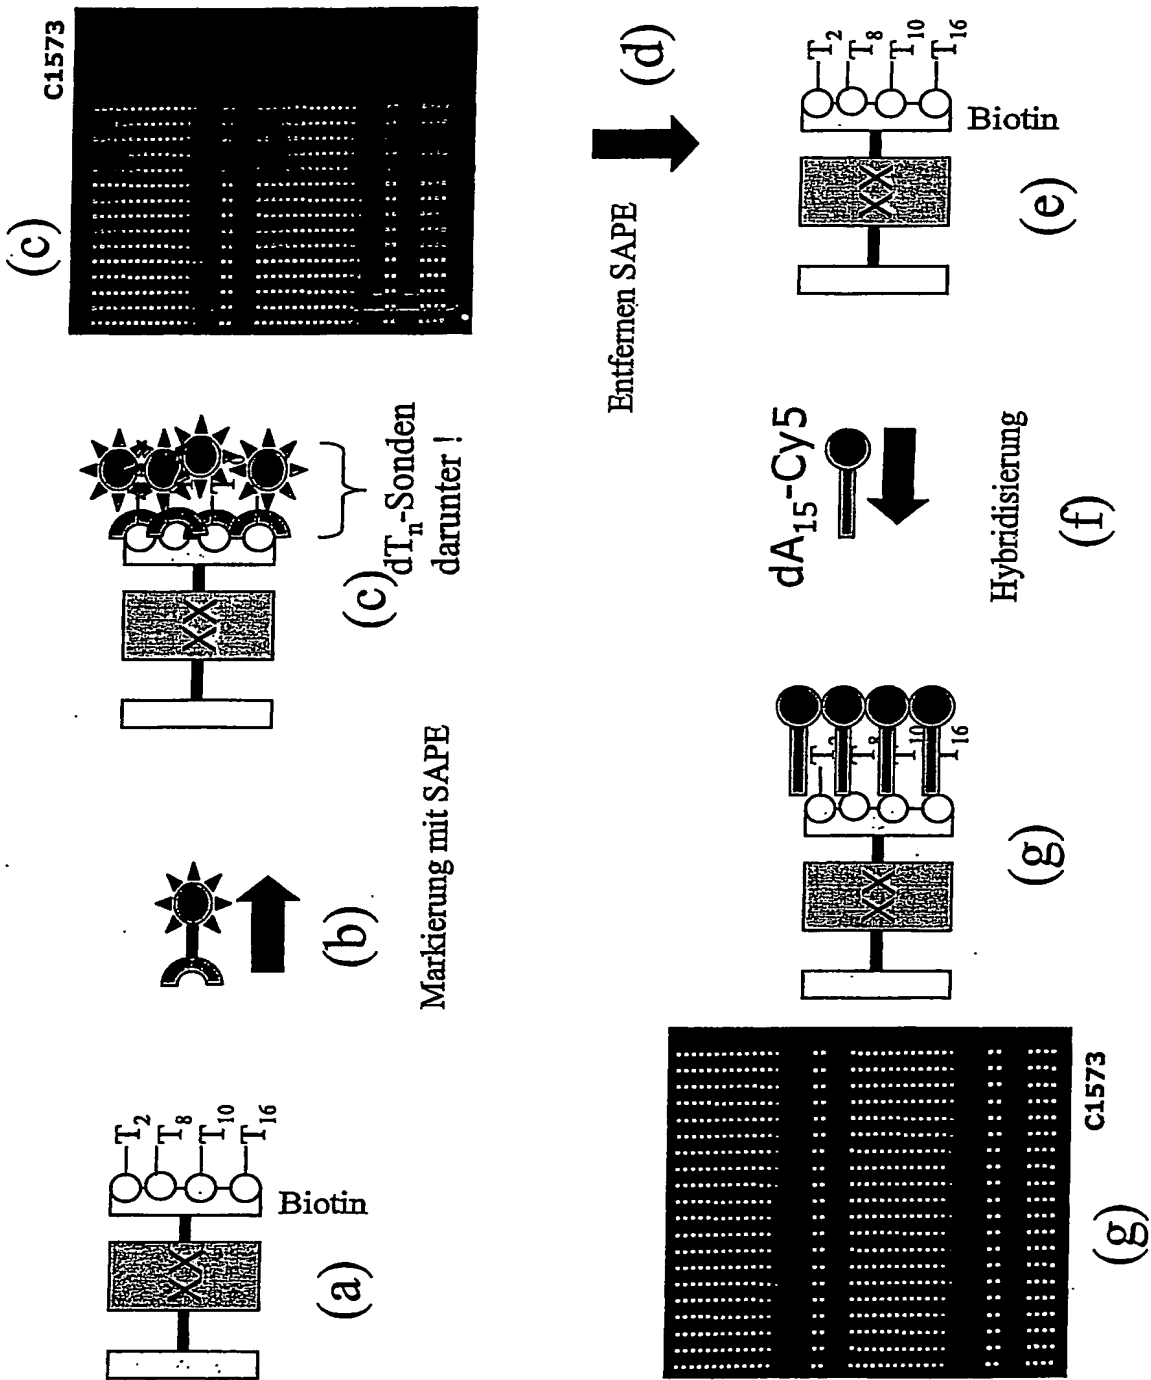 (a)
Biotin
T2
T8
T10
T16
(b)
Markierung mit SAPE
(c)
dTn-Sonden
darunter !
(c)
C1573
Entfernen SAPE
(d)
(e)
Biotin
T2
T8
T10
T16
dA15-Cy5
Hybridisierung
(f)
(g)
T2
T8
T10
T16
(g)
C1573